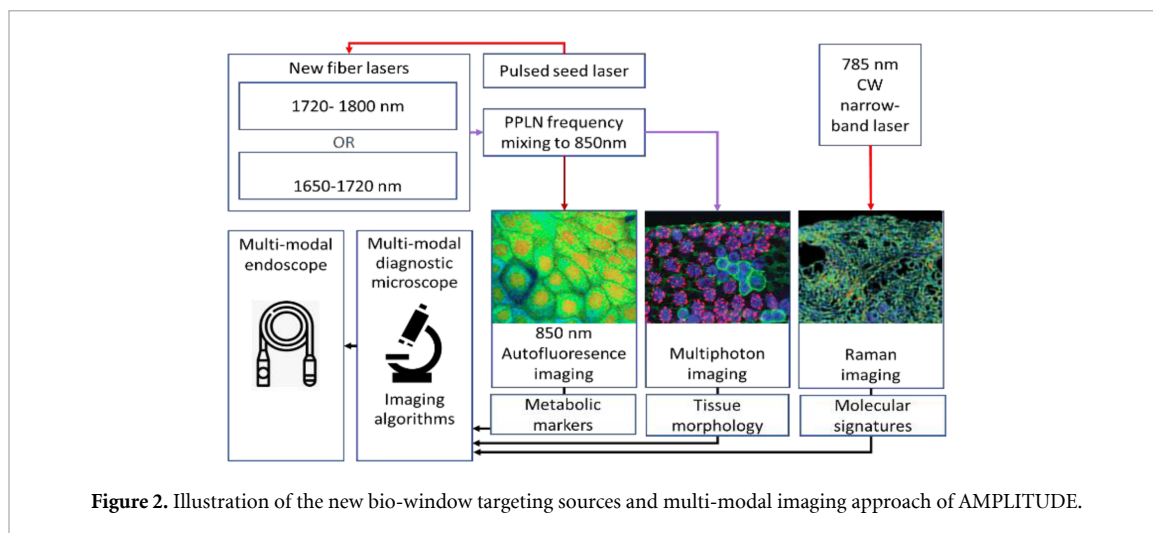 New fiber lasers
1720- 1800 nm
OR
1650-1720 nm
Pulsed seed laser
PPLN frequency
mixing to 850nm
785 nm
CW
narrow-
band laser
Multi-modal
endoscope
Multi-modal
diagnostic
microscope
Imaging
algorithms
850 nm
Autofluoresence
imaging
Multiphoton
imaging
Raman
imaging
Metabolic
markers
Tissue
morphology
Molecular
signatures
Figure 2. Illustration of the new bio-window targeting sources and multi-modal imaging approach of AMPLITUDE.